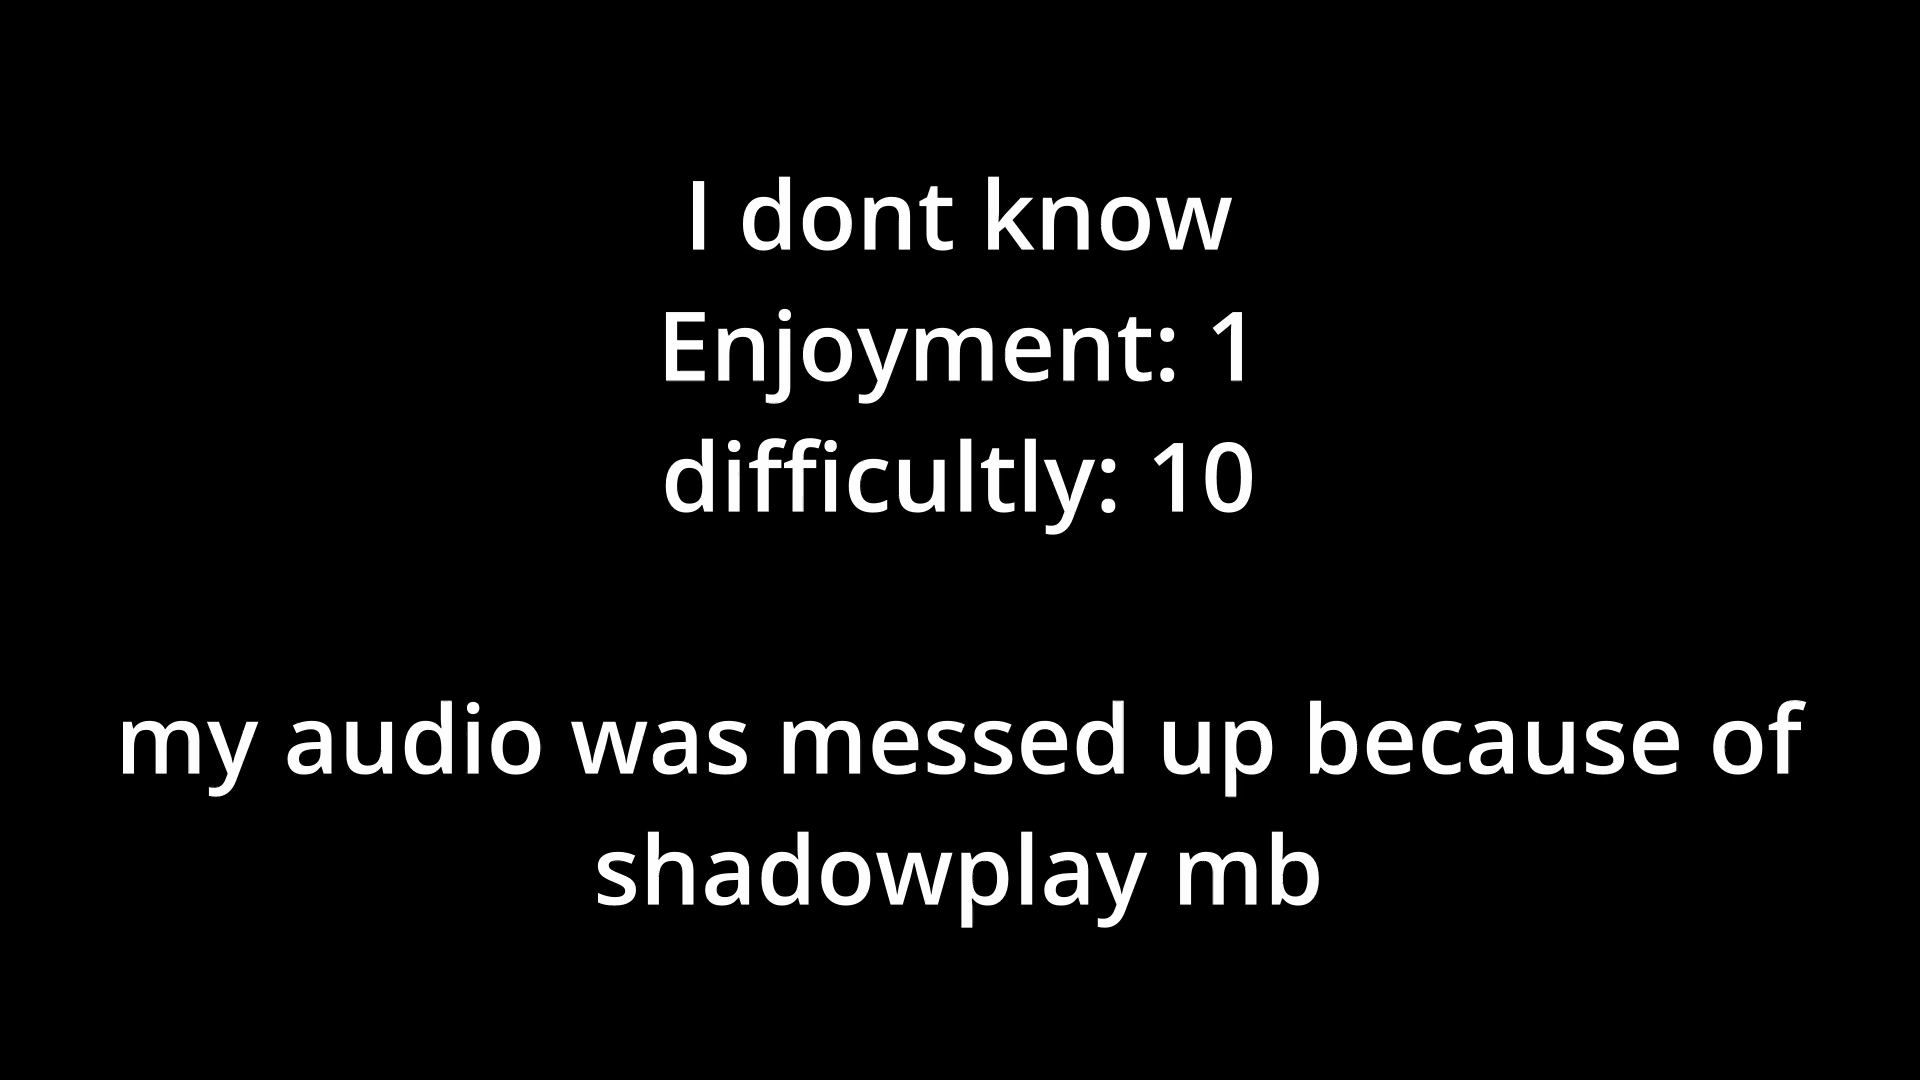 I dont know
Enjoyment: 1
difficultly: 10
my audio was messed up because of
shadowplay mb